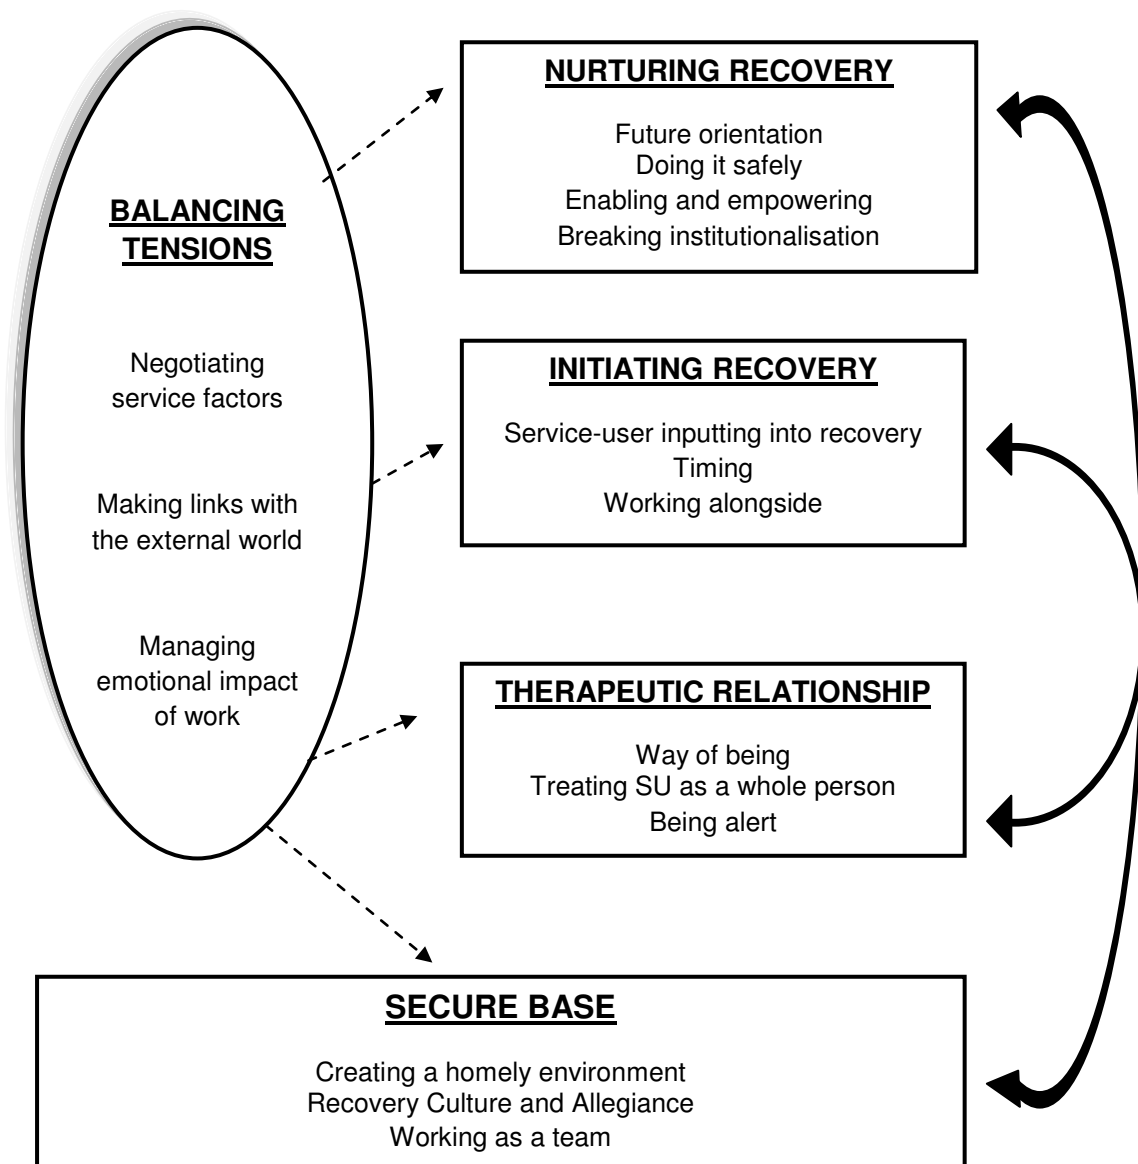 BALANCING
TENSIONS
Negotiating
service factors
Making links with
the external world
Managing
emotional impact
of work
NURTURING RECOVERY
Future orientation
Doing it safely
Enabling and empowering
Breaking institutionalisation
INITIATING RECOVERY
Service-user inputting into recovery
Timing
Working alongside
THERAPEUTIC RELATIONSHIP
Way of being
Treating SU as a whole person
Being alert
SECURE BASE
Creating a homely environment
Recovery Culture and Allegiance
Working as a team